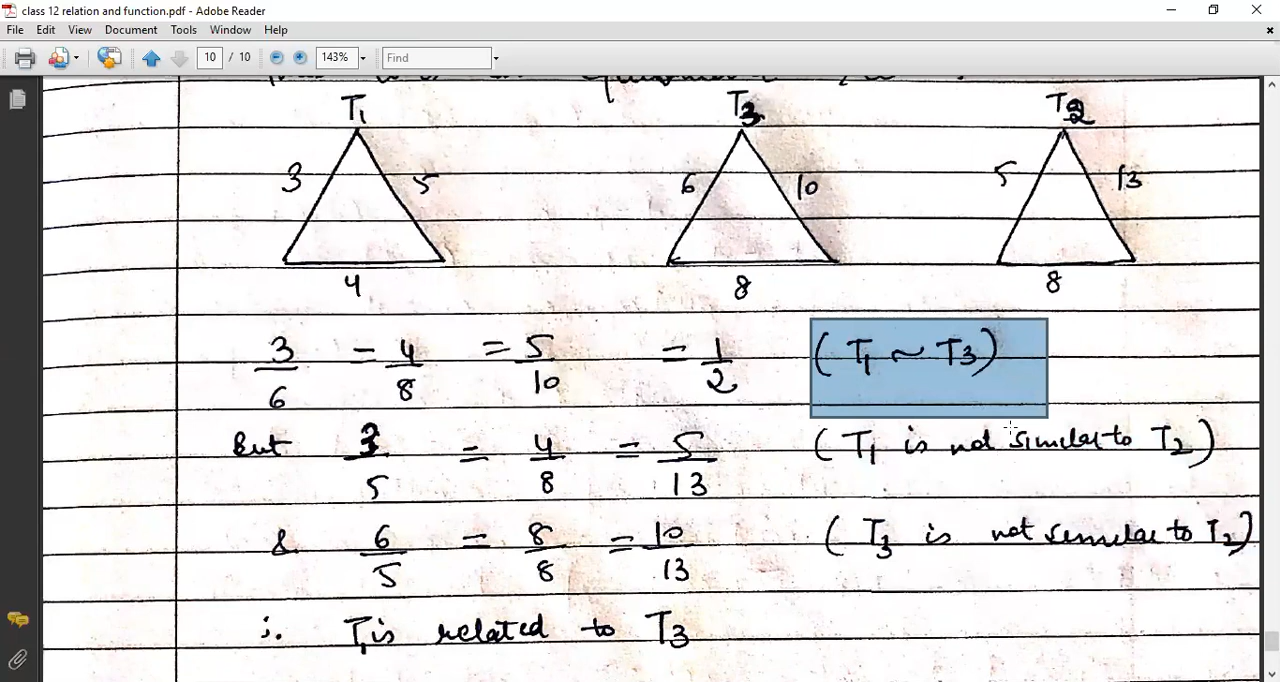 class 12 relation and function.pdf - Adobe Reader
File Edit View Document Tools Window Help
10 / 10 143% Find
T1 T3 T2
3 5 6 10 5 13
4 8 8
3/6 = 4/8 = 5/10 = 1/2 (T1 ~ T3)
But 3/5 = 4/8 = 5/13 (T1 is not similar to T2)
& 6/5 = 8/8 = 10/13 (T3 is not similar to T2)
∴ T1 is related to T3